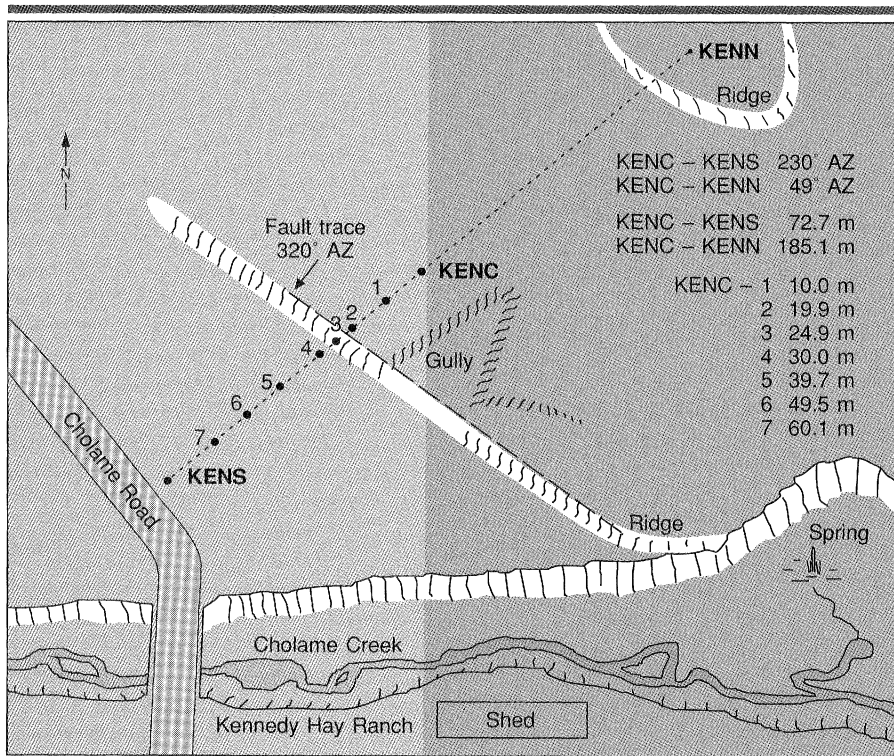 KENN
Ridge
N
KENC – KENS 230° AZ
KENC – KENN 49° AZ
KENC – KENS 72.7 m
KENC – KENN 185.1 m
Fault trace
320° AZ
KENC
KENC – 1 10.0 m
2 19.9 m
3 24.9 m
4 30.0 m
5 39.7 m
6 49.5 m
7 60.1 m
1
2
3
4
5
6
7
Gully
KENS
Cholame Road
Ridge
Spring
Cholame Creek
Kennedy Hay Ranch
Shed